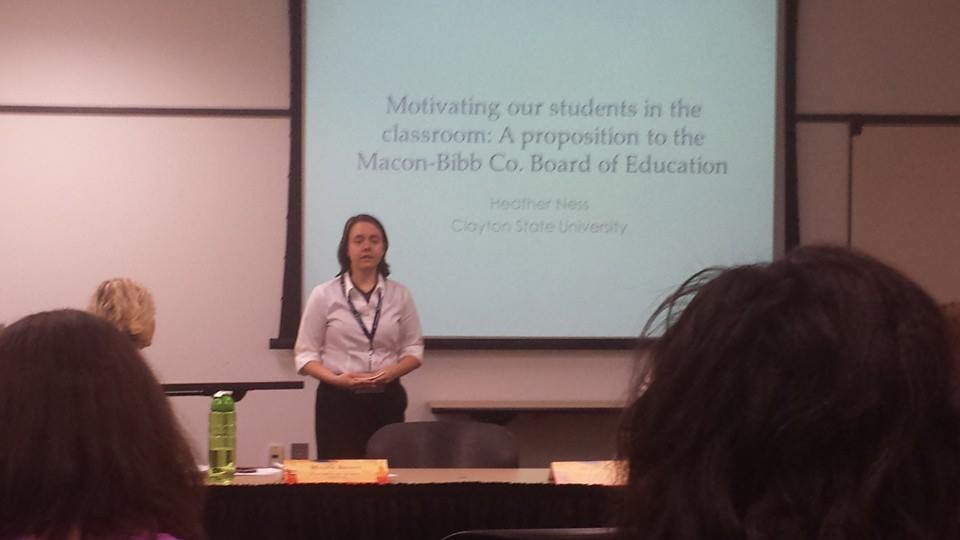 Motivating our students in the
classroom: A proposition to the
Macon-Bibb Co. Board of Education
Heather Ness
Clayton State University